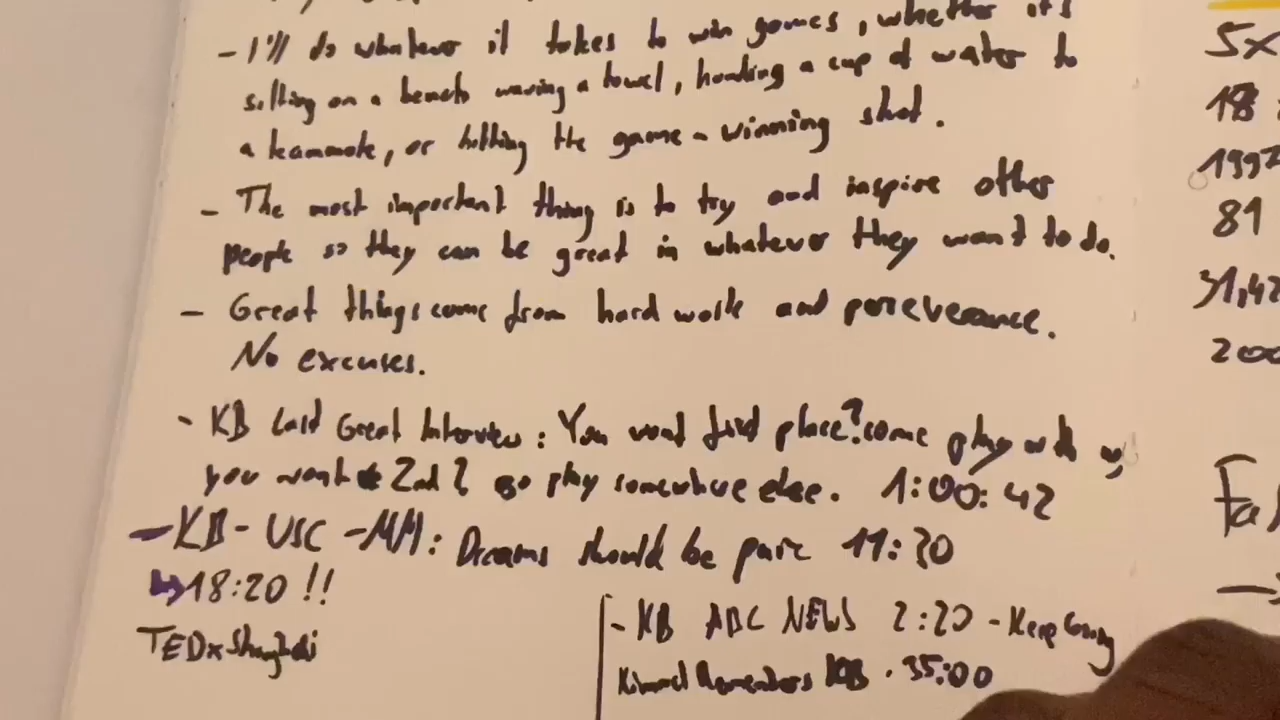 - I'll do whatever it takes to win games, whether it's
sitting on a bench waving a towel, handing a cup of water to
a teammate, or hitting the game-winning shot.
- The most important thing is to try and inspire other
people so they can be great in whatever they want to do.
- Great things come from hard work and pereverance.
No excuses.
- KB Last Great Interview: You want first place? come play with us
you want 2nd? go play somewhere else. 1:00:42
- KB - USC - MM: Dreams should be pure 11:30
↳ 18:20 !!
TEDxShanghai
- KB ABC NEWS 2:20 - Keep Going
Kimmel Remembers KB . 35:00
5x
18
1997
81
200